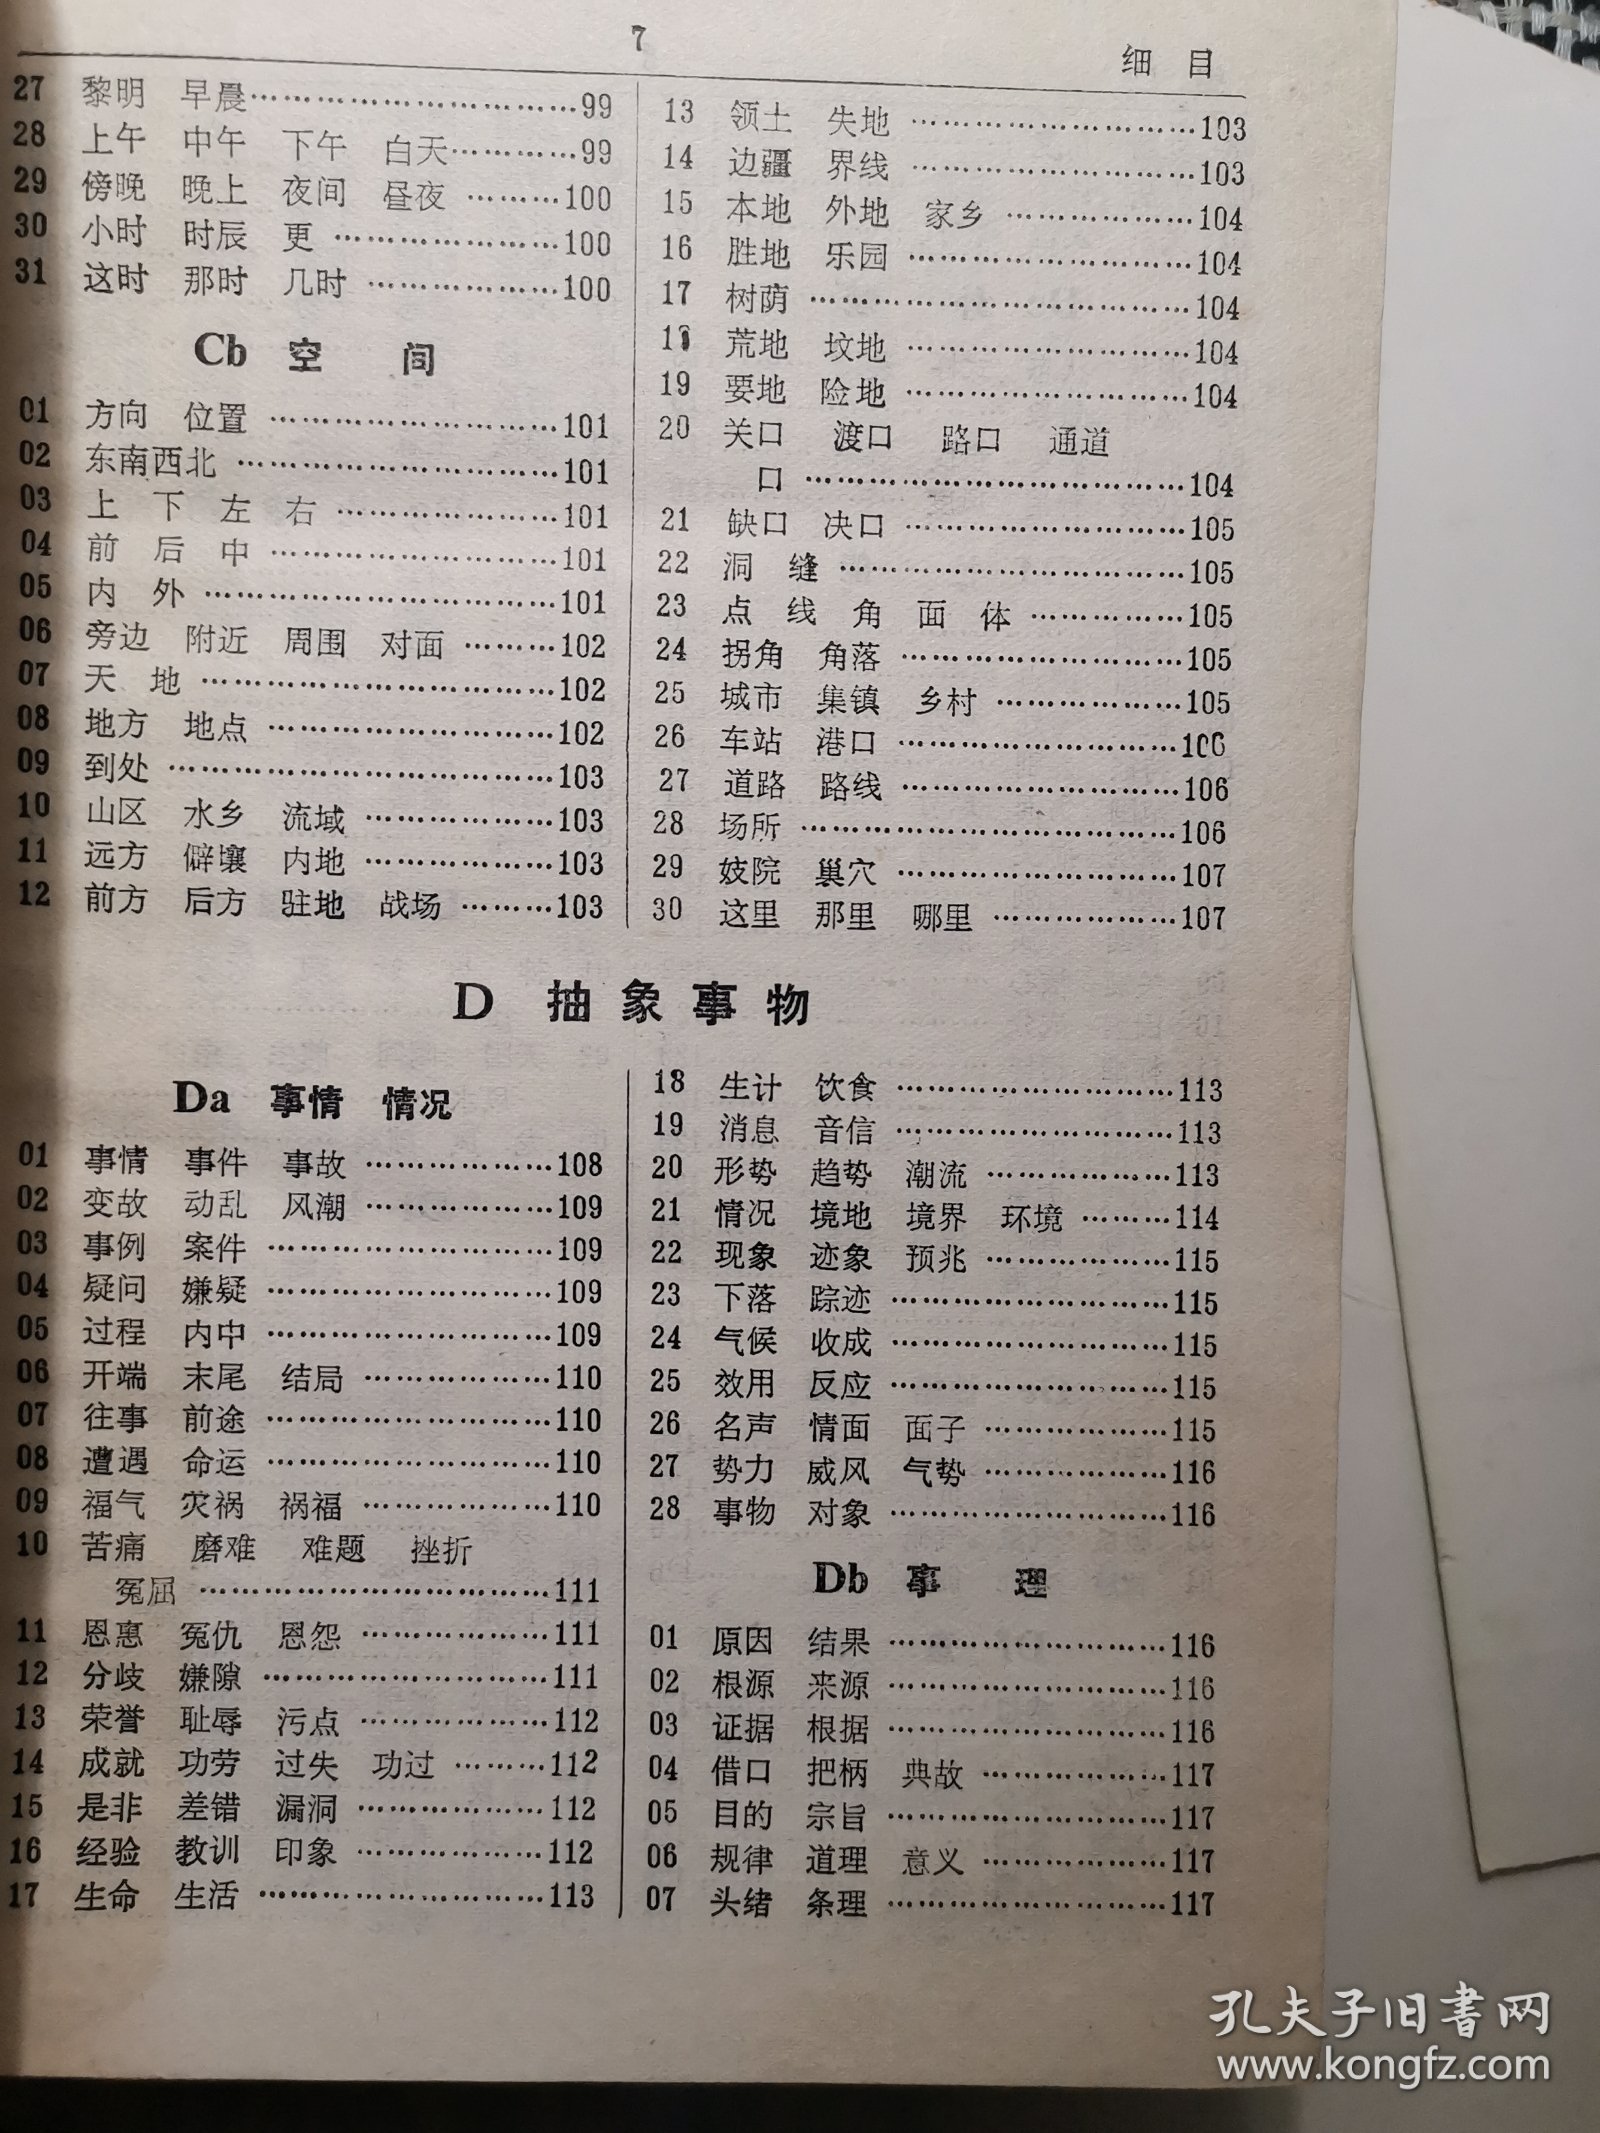 7
细 目
27 黎明 早晨…………………………99
28 上午 中午 下午 白天…………99
29 傍晚 晚上 夜间 昼夜………100
30 小时 时辰 更…………………100
31 这时 那时 几时………………100
Cb 空 间
01 方向 位置………………………101
02 东南西北…………………………101
03 上 下 左 右…………………101
04 前 后 中………………………101
05 内 外……………………………101
06 旁边 附近 周围 对面………102
07 天 地……………………………102
08 地方 地点………………………102
09 到处………………………………103
10 山区 水乡 流域………………103
11 远方 僻壤 内地………………103
12 前方 后方 驻地 战场………103
13 领土 失地………………………103
14 边疆 界线………………………103
15 本地 外地 家乡………………104
16 胜地 乐园………………………104
17 树荫………………………………104
18 荒地 坟地………………………104
19 要地 险地………………………104
20 关口 渡口 路口 通道
口………………………………104
21 缺口 决口………………………105
22 洞 缝……………………………105
23 点 线 角 面 体……………105
24 拐角 角落………………………105
25 城市 集镇 乡村………………105
26 车站 港口………………………106
27 道路 路线………………………106
28 场所………………………………106
29 妓院 巢穴………………………107
30 这里 那里 哪里………………107
D 抽象事物
Da 事情 情况
01 事情 事件 事故………………108
02 变故 动乱 风潮………………109
03 事例 案件………………………109
04 疑问 嫌疑………………………109
05 过程 内中………………………109
06 开端 末尾 结局………………110
07 往事 前途………………………110
08 遭遇 命运………………………110
09 福气 灾祸 祸福………………110
10 苦痛 磨难 难题 挫折
冤屈……………………………111
11 恩惠 冤仇 恩怨………………111
12 分歧 嫌隙………………………111
13 荣誉 耻辱 污点………………112
14 成就 功劳 过失 功过………112
15 是非 差错 漏洞………………112
16 经验 教训 印象………………112
17 生命 生活………………………113
18 生计 饮食………………………113
19 消息 音信………………………113
20 形势 趋势 潮流………………113
21 情况 境地 境界 环境………114
22 现象 迹象 预兆………………115
23 下落 踪迹………………………115
24 气候 收成………………………115
25 效用 反应………………………115
26 名声 情面 面子………………115
27 势力 威风 气势………………116
28 事物 对象………………………116
Db 事 理
01 原因 结果………………………116
02 根源 来源………………………116
03 证据 根据………………………116
04 借口 把柄 典故………………117
05 目的 宗旨………………………117
06 规律 道理 意义………………117
07 头绪 条理………………………117
孔夫子旧书网
www.kongfz.com